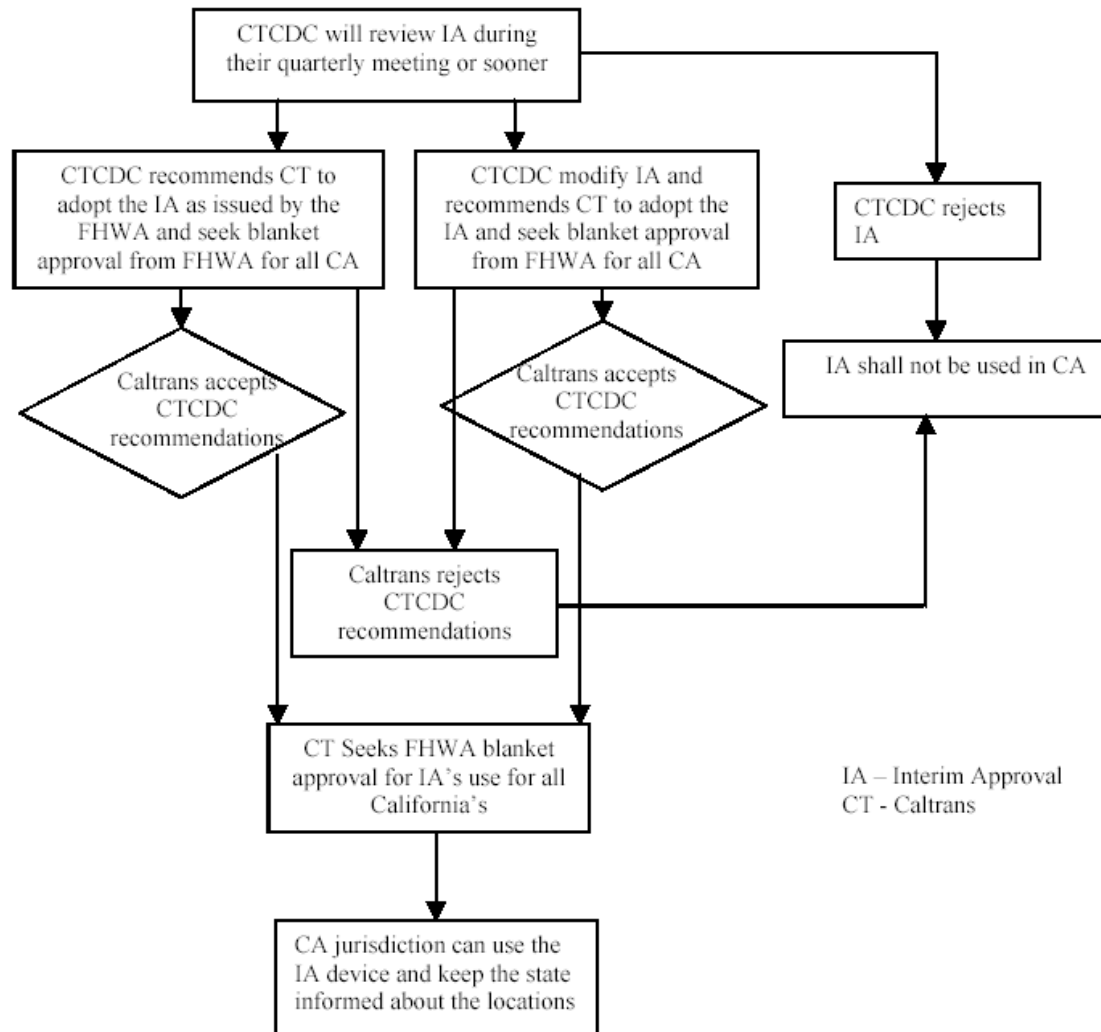 CTCDC will review IA during
their quarterly meeting or sooner
CTCDC recommends CT to
adopt the IA as issued by the
FHWA and seek blanket
approval from FHWA for all CA
CTCDC modify IA and
recommends CT to adopt the
IA and seek blanket approval
from FHWA for all CA
CTCDC rejects
IA
Caltrans accepts
CTCDC
recommendations
Caltrans accepts
CTCDC
recommendations
IA shall not be used in CA
Caltrans rejects
CTCDC
recommendations
CT Seeks FHWA blanket
approval for IA’s use for all
California’s
IA – Interim Approval
CT - Caltrans
CA jurisdiction can use the
IA device and keep the state
informed about the locations